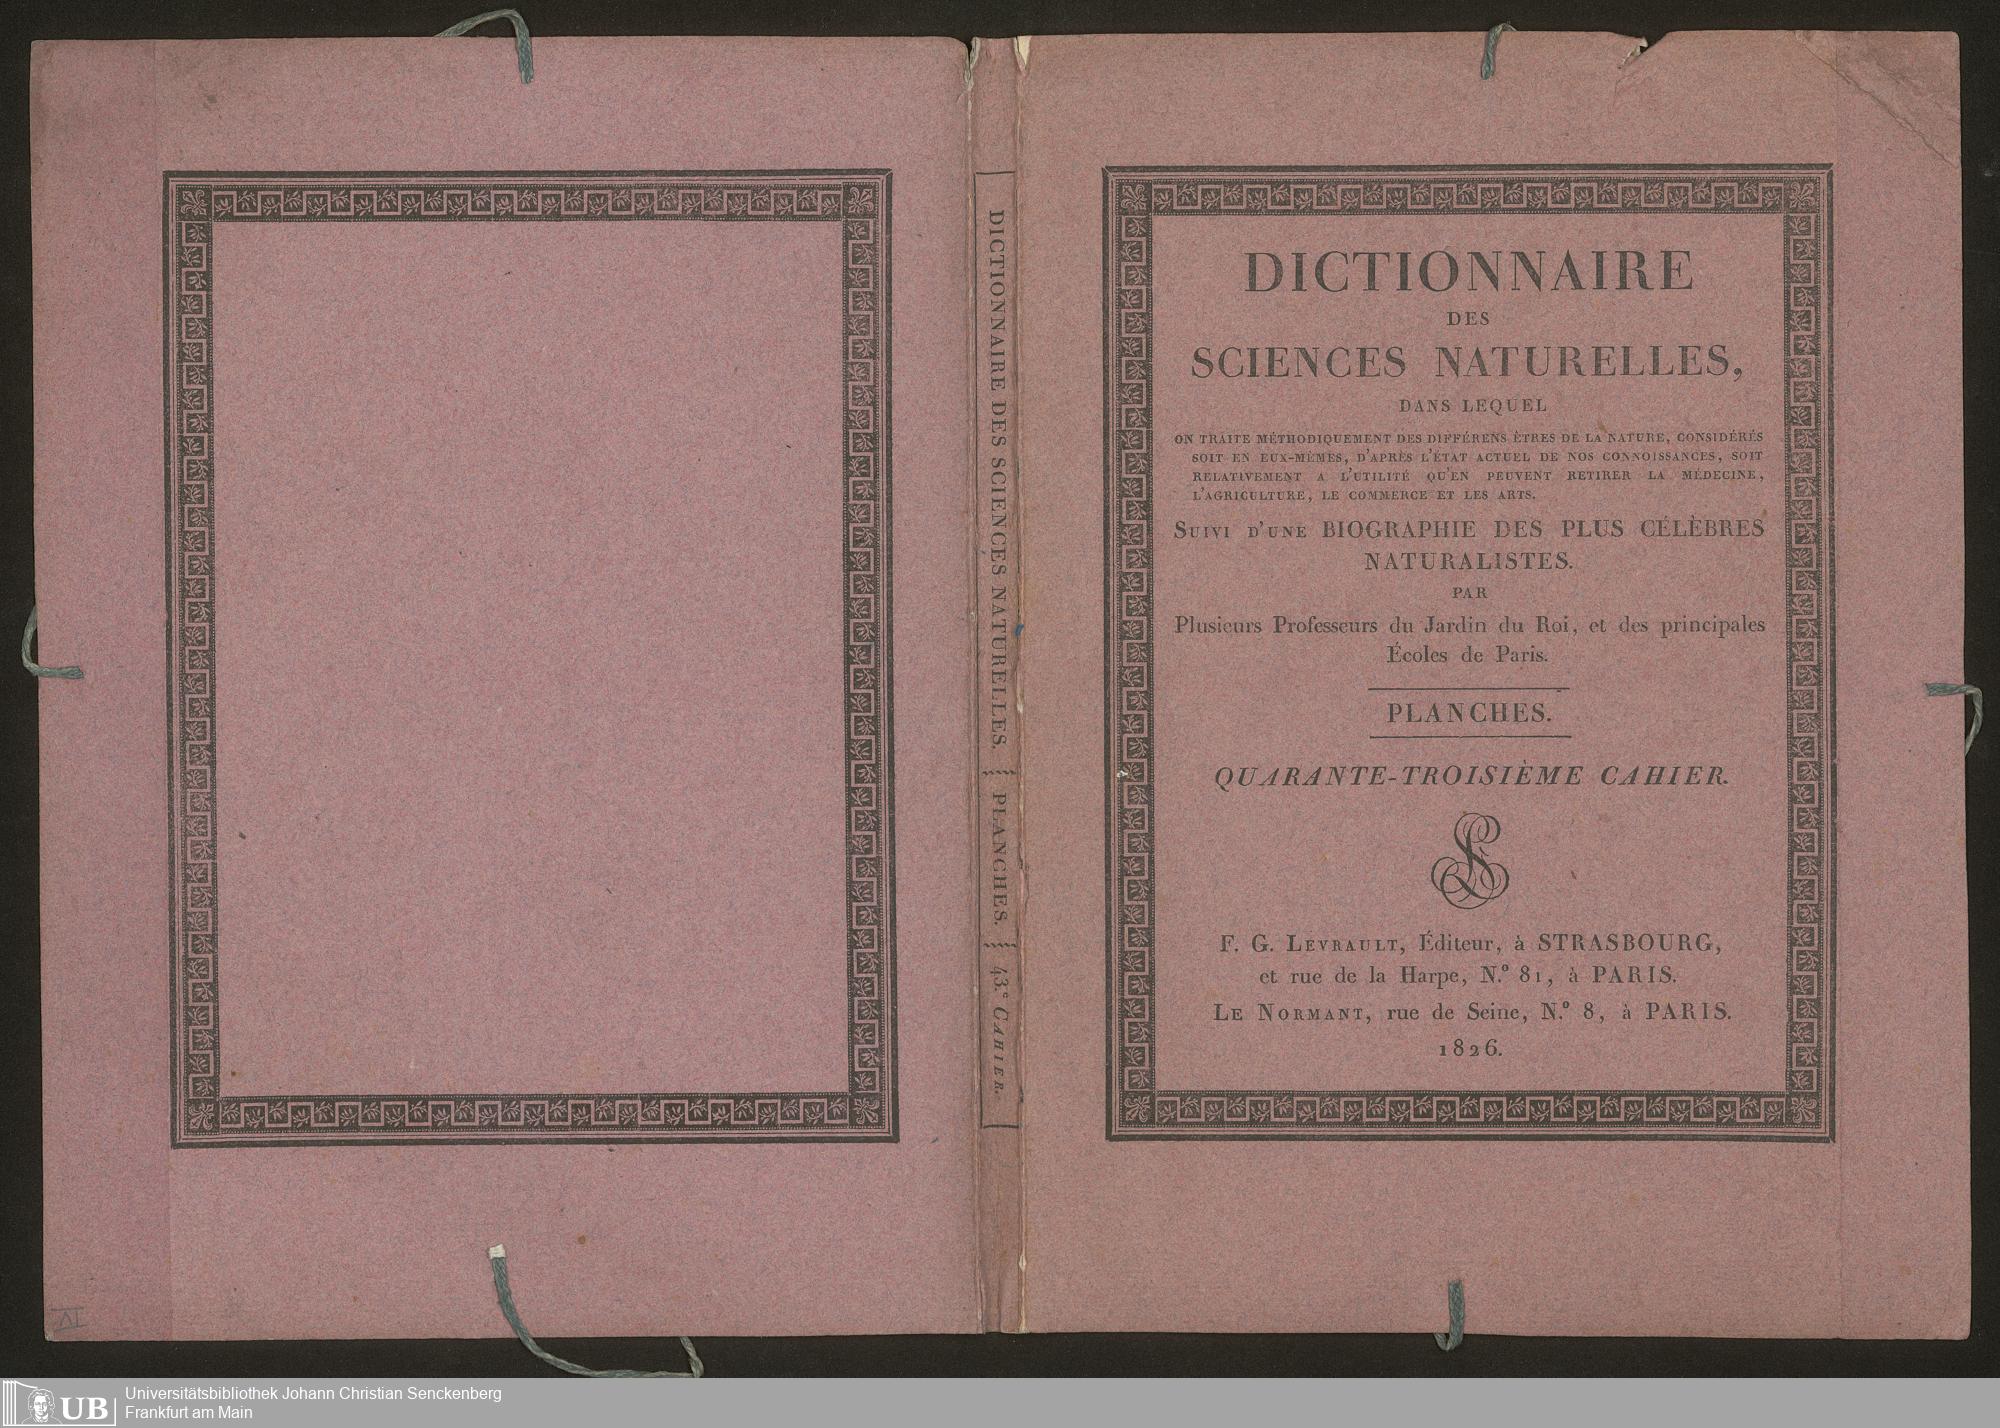 DICTIONNAIRE DES SCIENCES NATURELLES. PLANCHES. 43.e CAHIER.
DICTIONNAIRE
DES
SCIENCES NATURELLES,
DANS LEQUEL
ON TRAITE MÉTHODIQUEMENT DES DIFFÉRENS ÊTRES DE LA NATURE, CONSIDÉRÉS
SOIT EN EUX-MÊMES, D'APRÈS L'ÉTAT ACTUEL DE NOS CONNOISSANCES, SOIT
RELATIVEMENT A L'UTILITÉ QU'EN PEUVENT RETIRER LA MÉDECINE,
L'AGRICULTURE, LE COMMERCE ET LES ARTS.
SUIVI D'UNE BIOGRAPHIE DES PLUS CÉLÈBRES
NATURALISTES.
PAR
Plusieurs Professeurs du Jardin du Roi, et des principales
Écoles de Paris.
PLANCHES.
QUARANTE-TROISIÈME CAHIER.
F. G. LEVRAULT, Éditeur, à STRASBOURG,
et rue de la Harpe, N.º 81, à PARIS.
LE NORMANT, rue de Seine, N.º 8, à PARIS.
1826.
UB
Universitätsbibliothek Johann Christian Senckenberg
Frankfurt am Main